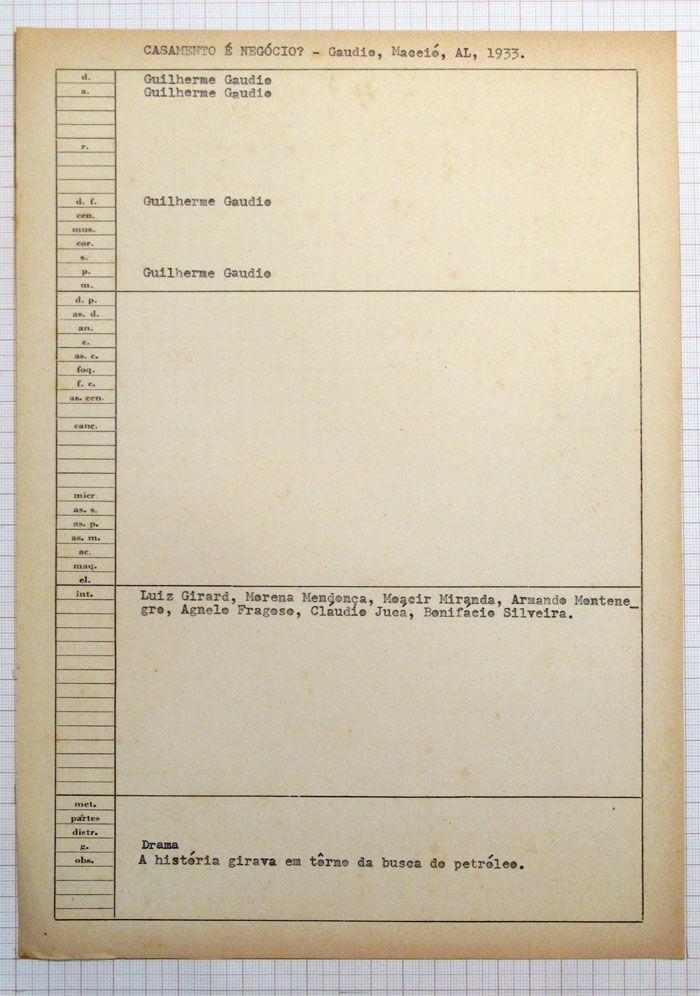 CASAMENTO É NEGÓCIO? - Gaudio, Maceió, AL, 1933.
d. Guilherme Gaudio
a. Guilherme Gaudio
r.
d. f. Guilherme Gaudio
cen.
mus.
cor.
s.
p. Guilherme Gaudio
m.
d. p.
as. d.
an.
c.
as. c.
foq.
f. c.
as. cen.
canç.
micr.
as. s.
as. p.
as. m.
ac.
maq.
el.
int. Luiz Girard, Morena Mendonça, Moacir Miranda, Armando Montene_
gro, Agnelo Fragoso, Cláudio Jucá, Bonifácio Silveira.
met.
partes
distr.
g. Drama
obs. A história girava em tôrno da busca do petróleo.